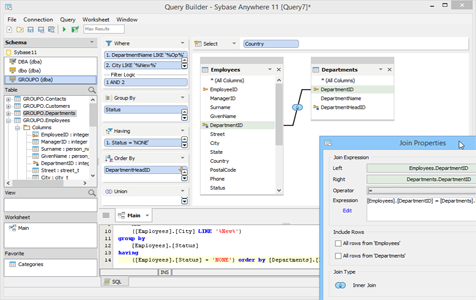 Query Builder - Sybase Anywhere 11 [Query7]*
File Connection Query Worksheet Window
Max Results
Schema
Sybase11
DBA (dba)
dbo (dba)
GROUPO (dba)
Table
GROUPO.Contacts
GROUPO.Customers
GROUPO.Departments
GROUPO.Employees
Columns
EmployeeID : integer
ManagerID : integer
Surname : person_n
GivenName : person_
DepartmentID : integ
Street : street_t
City : city_t
View
Worksheet
Main
Favorite
Categories
Where
1. DepartmentName LIKE '%Op%'
2. City LIKE '%New%'
Filter Logic
1 AND 2
Group By
Status
Having
1. Status = 'NONE'
Order By
DepartmentHeadID
Union
Select
Country
Employees
* (All Columns)
EmployeeID
ManagerID
Surname
GivenName
DepartmentID
Street
City
State
Country
PostalCode
Phone
Status
Departments
* (All Columns)
DepartmentID
DepartmentName
DepartmentHeadID
Main
10 ([Employees].[City] LIKE '%New%')
11 group by
12 [Employees].[Status]
13 having
14 ([Employees].[Status] = 'NONE') order by [Departments].[
INS
SQL
Join Properties
Join Expression
Left Employees.DepartmentID
Right Departments.DepartmentID
Operator =
Expression [Employees].[DepartmentID] = [Departments].
Edit
Include Rows
All rows from 'Employees'
All rows from 'Departments'
Join Type
Inner Join